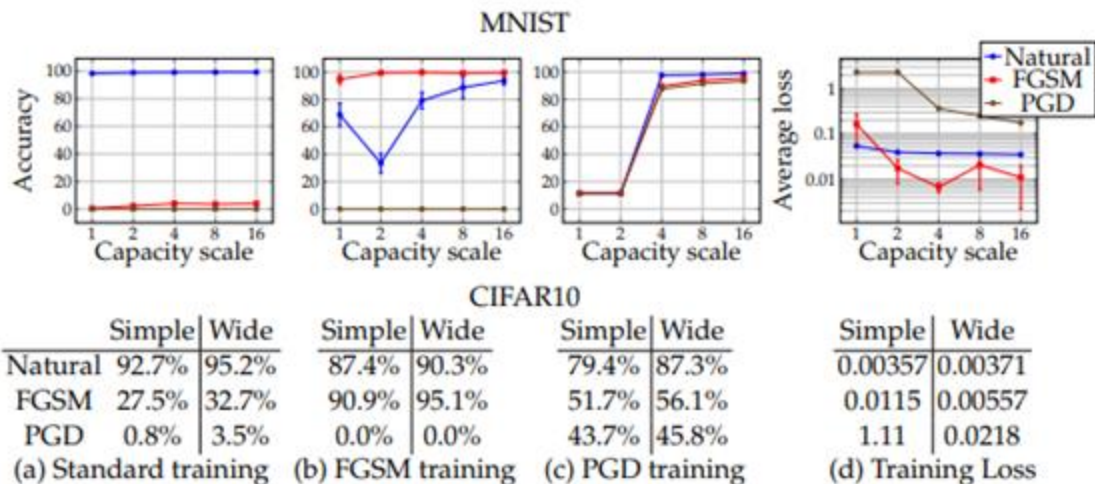 MNIST
Natural
FGSM
PGD
Accuracy
100
80
60
40
20
0
1 2 4 8 16
Capacity scale
100
80
60
40
20
0
1 2 4 8 16
Capacity scale
100
80
60
40
20
0
1 2 4 8 16
Capacity scale
Average loss
1
0.1
0.01
1 2 4 8 16
Capacity scale
CIFAR10
Simple Wide Simple Wide Simple Wide Simple Wide
Natural 92.7% 95.2% 87.4% 90.3% 79.4% 87.3% 0.00357 0.00371
FGSM 27.5% 32.7% 90.9% 95.1% 51.7% 56.1% 0.0115 0.00557
PGD 0.8% 3.5% 0.0% 0.0% 43.7% 45.8% 1.11 0.0218
(a) Standard training (b) FGSM training (c) PGD training (d) Training Loss